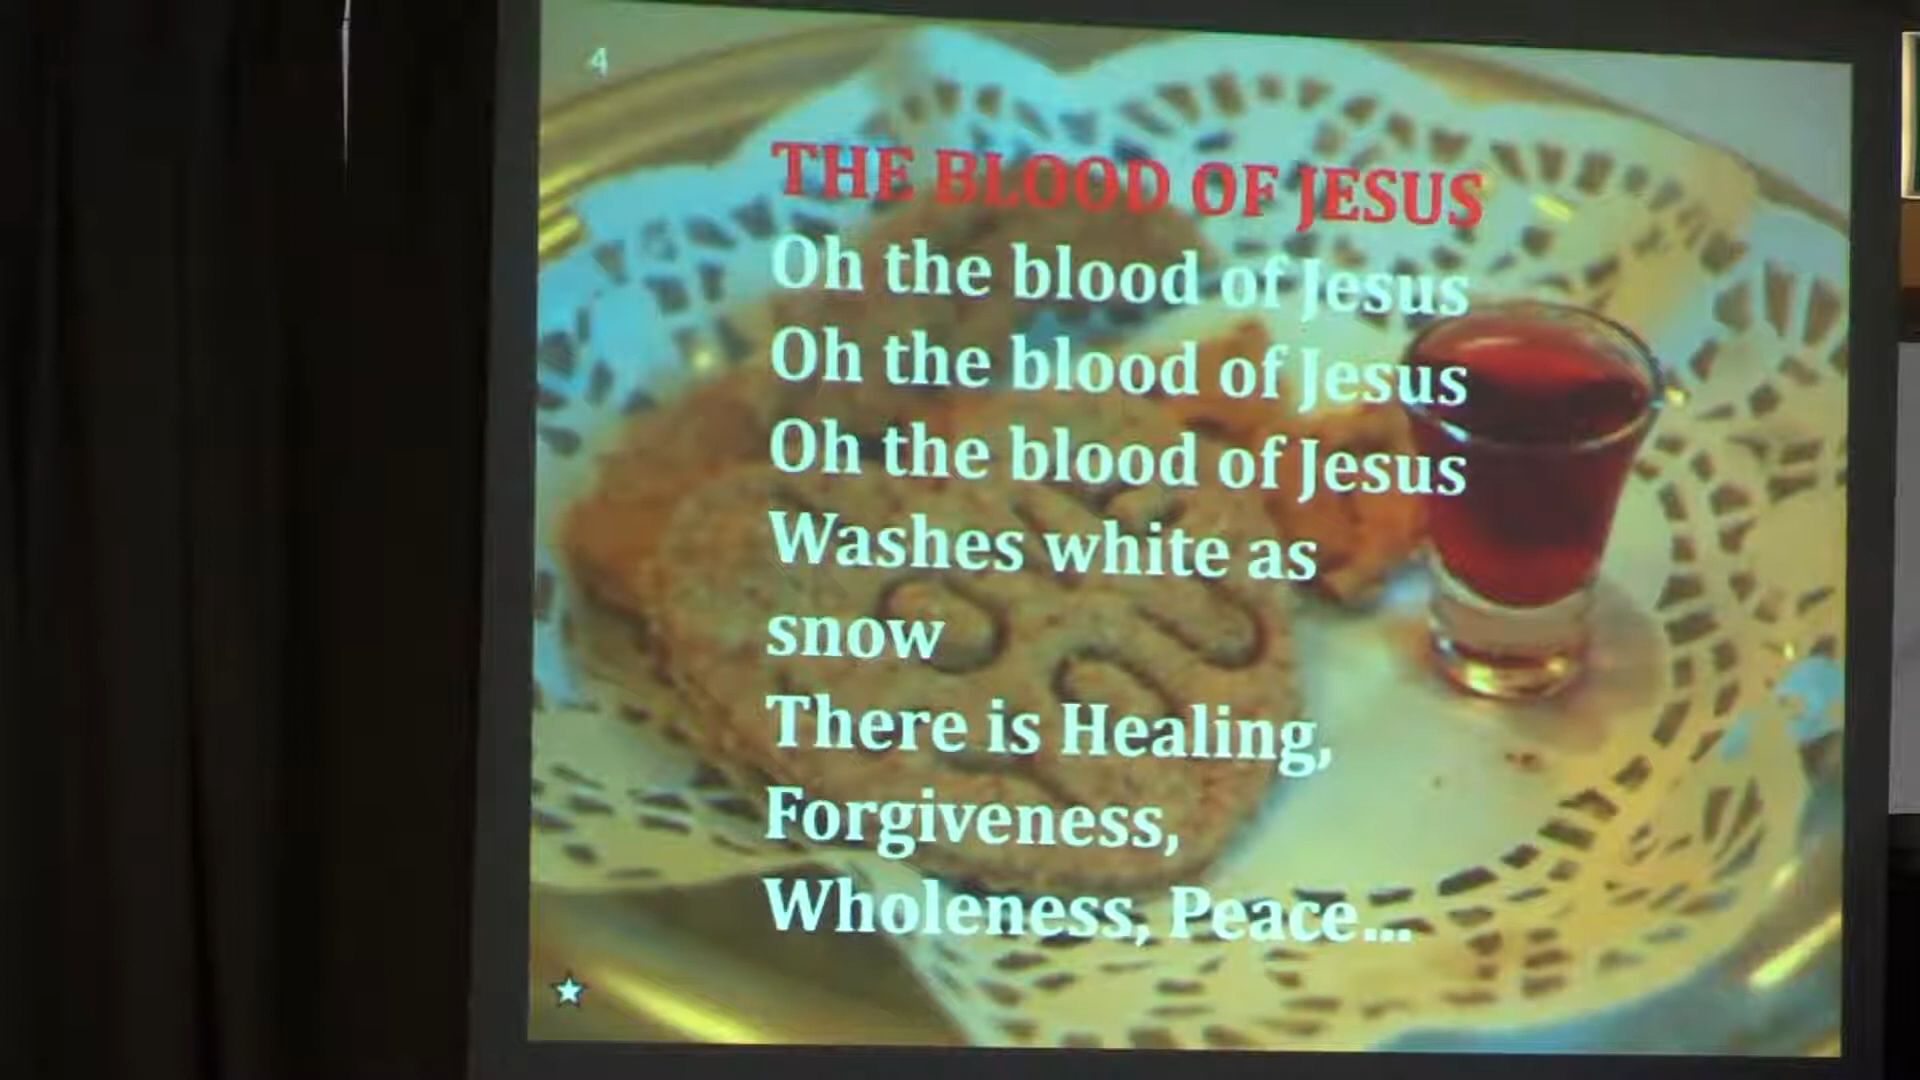 4
THE BLOOD OF JESUS
Oh the blood of Jesus
Oh the blood of Jesus
Oh the blood of Jesus
Washes white as
snow
There is Healing,
Forgiveness,
Wholeness, Peace...